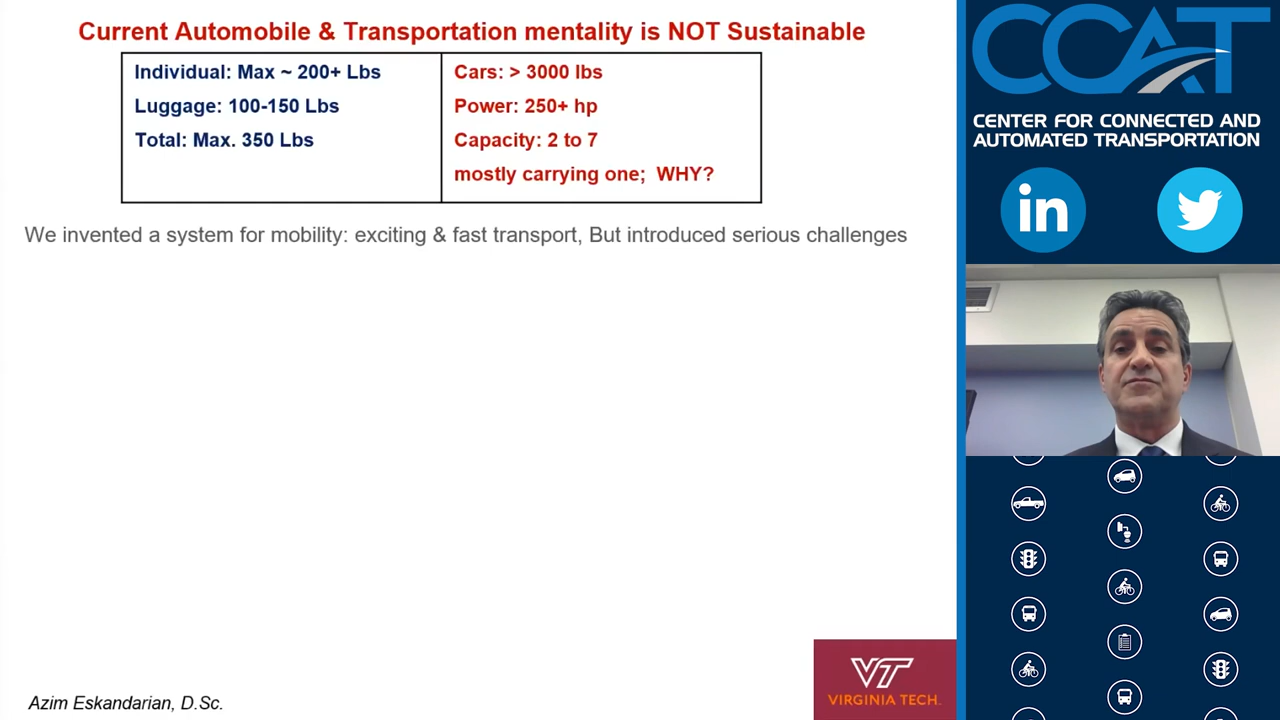 Current Automobile & Transportation mentality is NOT Sustainable
Individual: Max ~ 200+ Lbs
Luggage: 100-150 Lbs
Total: Max. 350 Lbs
Cars: > 3000 lbs
Power: 250+ hp
Capacity: 2 to 7
mostly carrying one;  WHY?
We invented a system for mobility: exciting & fast transport, But introduced serious challenges
Azim Eskandarian, D.Sc.
VT
VIRGINIA TECH.
CCAT
CENTER FOR CONNECTED AND
AUTOMATED TRANSPORTATION
in